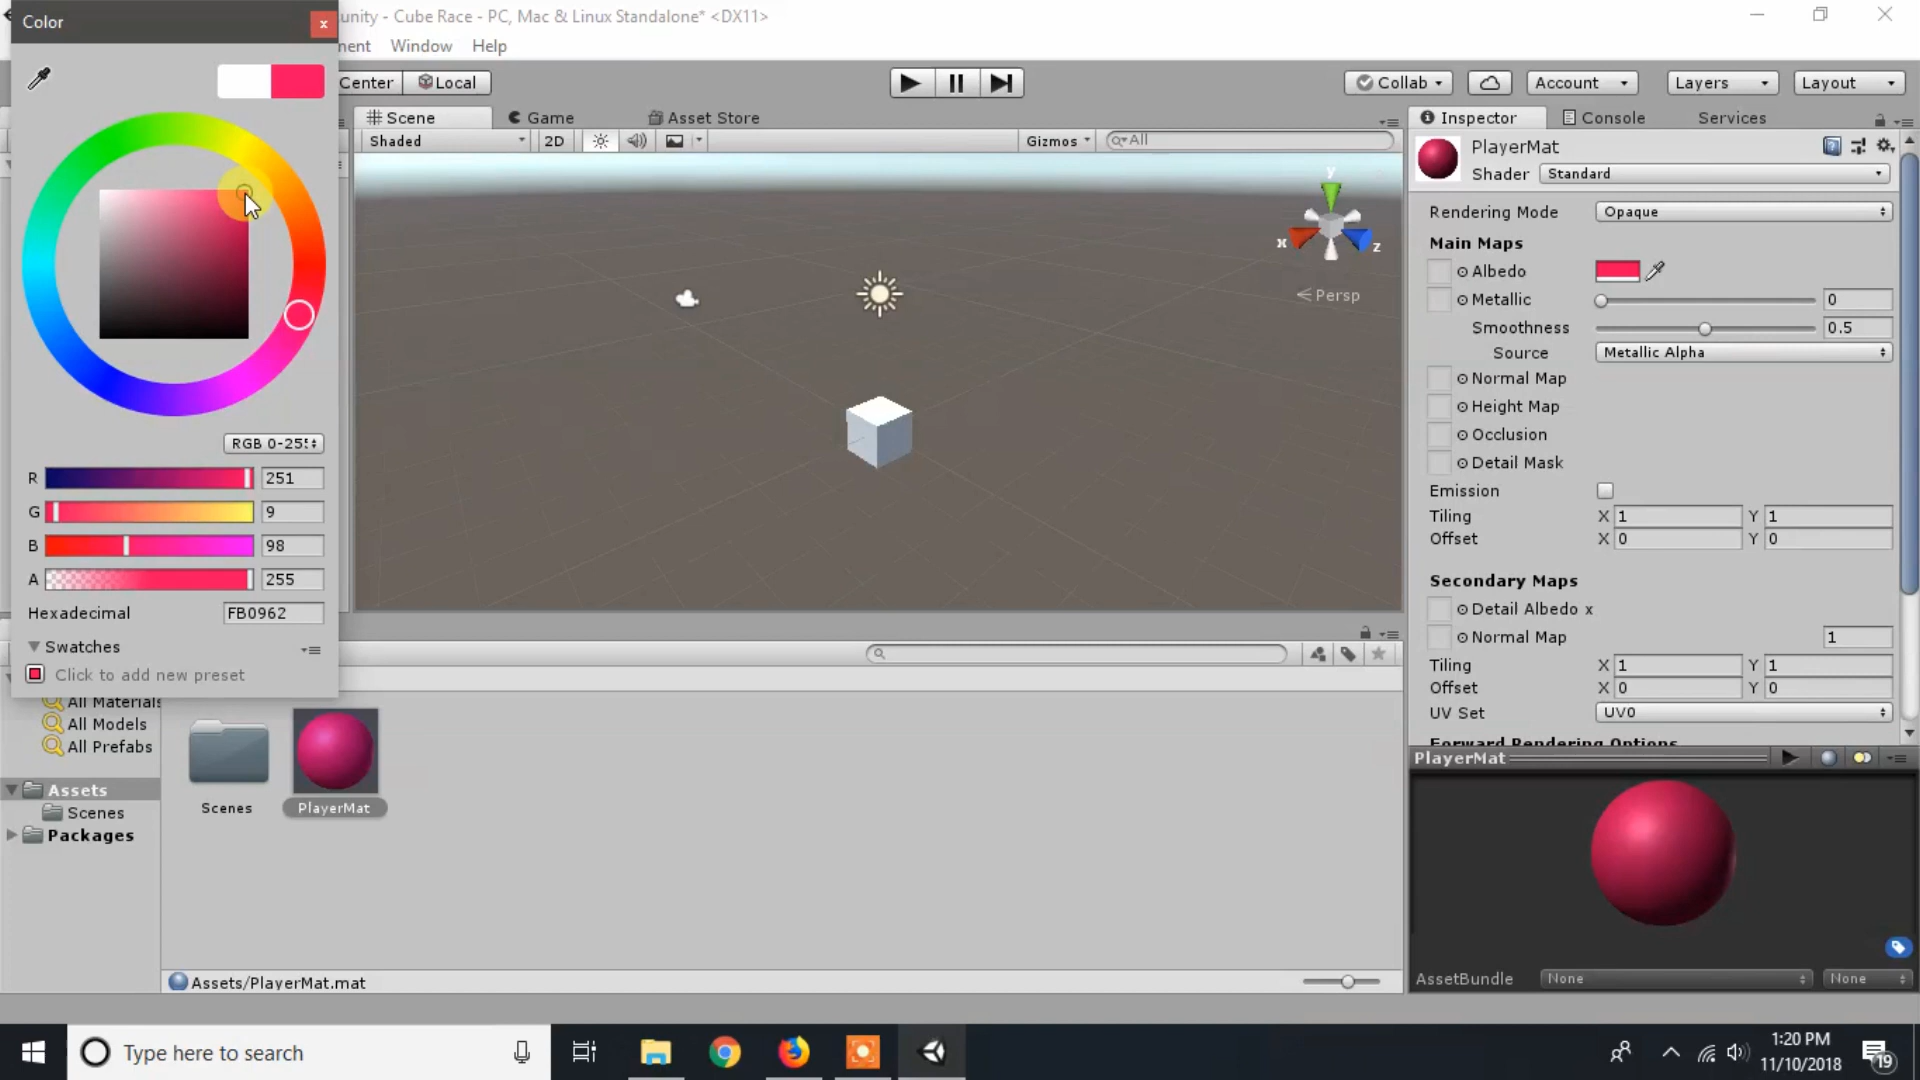 Color
x
unity - Cube Race - PC, Mac & Linux Standalone* <DX11>
nent Window Help
Center Local
Collab Account Layers Layout
Scene Game Asset Store
Inspector Console Services
Shaded 2D Gizmos All
PlayerMat
Shader Standard
y
x
z
Persp
Rendering Mode Opaque
Main Maps
Albedo
Metallic 0
Smoothness 0.5
Source Metallic Alpha
Normal Map
Height Map
Occlusion
Detail Mask
Emission
Tiling X 1 Y 1
Offset X 0 Y 0
Secondary Maps
Detail Albedo x
Normal Map 1
Tiling X 1 Y 1
Offset X 0 Y 0
UV Set UV0
Forward Rendering Options
RGB 0-255
R 251
G 9
B 98
A 255
Hexadecimal FB0962
Swatches
Click to add new preset
All Materials
All Models
All Prefabs
Assets
Scenes
Packages
Scenes
PlayerMat
Assets/PlayerMat.mat
PlayerMat
AssetBundle None None
Type here to search
1:20 PM
11/10/2018
19